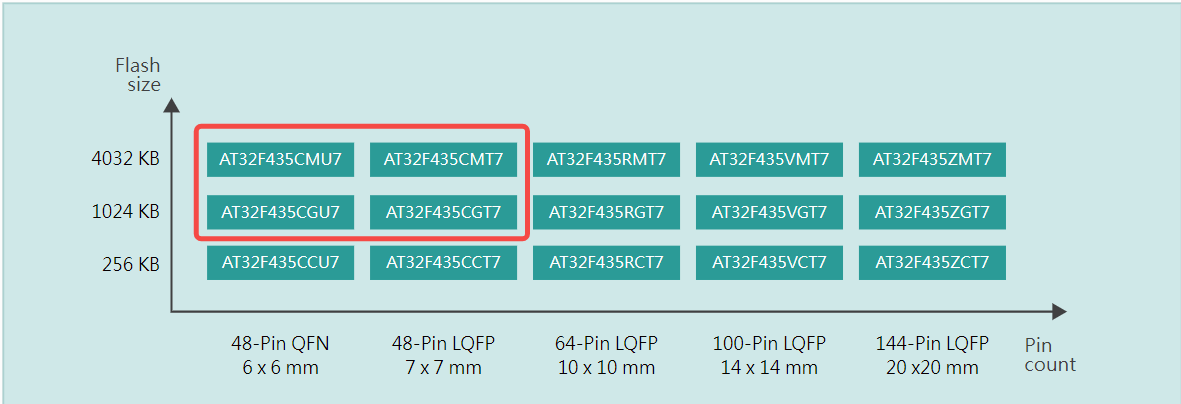 Flash
size
4032 KB
AT32F435CMU7
AT32F435CMT7
AT32F435RMT7
AT32F435VMT7
AT32F435ZMT7
1024 KB
AT32F435CGU7
AT32F435CGT7
AT32F435RGT7
AT32F435VGT7
AT32F435ZGT7
256 KB
AT32F435CCU7
AT32F435CCT7
AT32F435RCT7
AT32F435VCT7
AT32F435ZCT7
48-Pin QFN
6 x 6 mm
48-Pin LQFP
7 x 7 mm
64-Pin LQFP
10 x 10 mm
100-Pin LQFP
14 x 14 mm
144-Pin LQFP
20 x20 mm
Pin
count